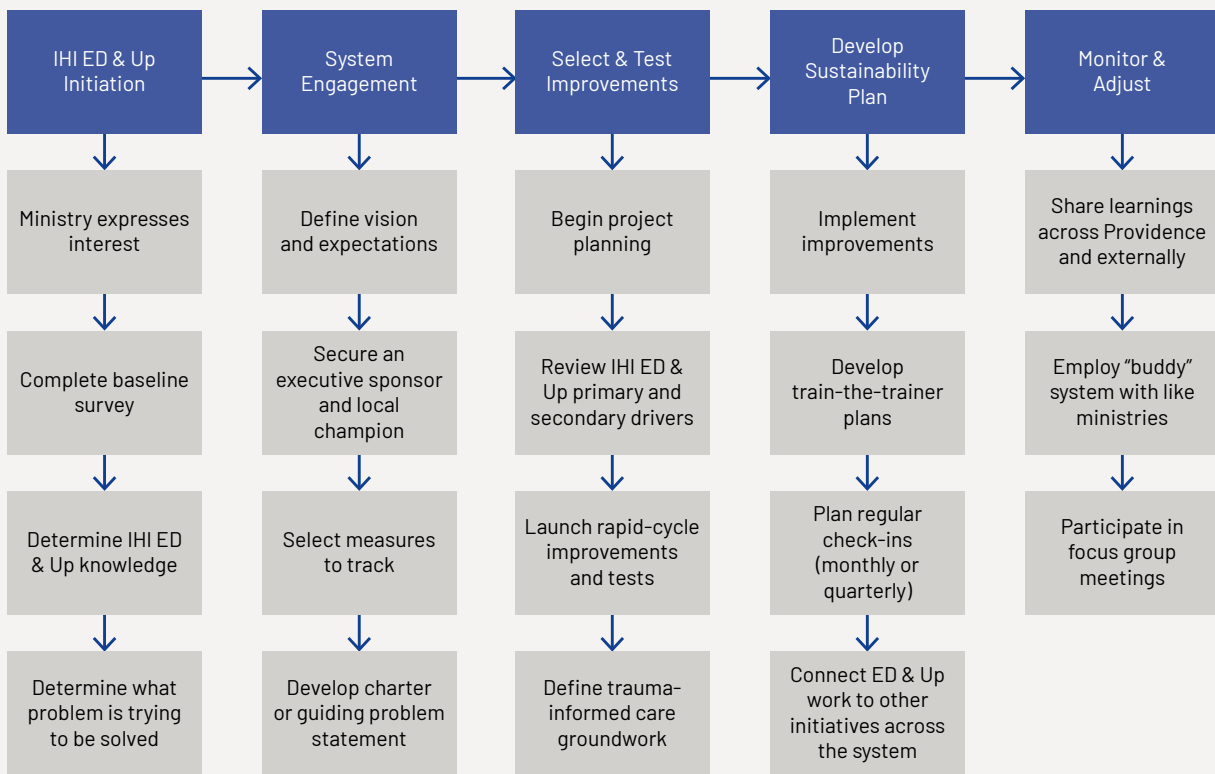 IHI ED & Up
Initiation
System
Engagement
Select & Test
Improvements
Develop
Sustainability
Plan
Monitor &
Adjust
Ministry expresses
interest
Define vision
and expectations
Begin project
planning
Implement
improvements
Share learnings
across Providence
and externally
Complete baseline
survey
Secure an
executive sponsor
and local
champion
Review IHI ED &
Up primary and
secondary drivers
Develop
train-the-trainer
plans
Employ “buddy”
system with like
ministries
Determine IHI ED
& Up knowledge
Select measures
to track
Launch rapid-cycle
improvements
and tests
Plan regular
check-ins
(monthly or
quarterly)
Participate in
focus group
meetings
Determine what
problem is trying
to be solved
Develop charter
or guiding problem
statement
Define trauma-
informed care
groundwork
Connect ED & Up
work to other
initiatives across
the system